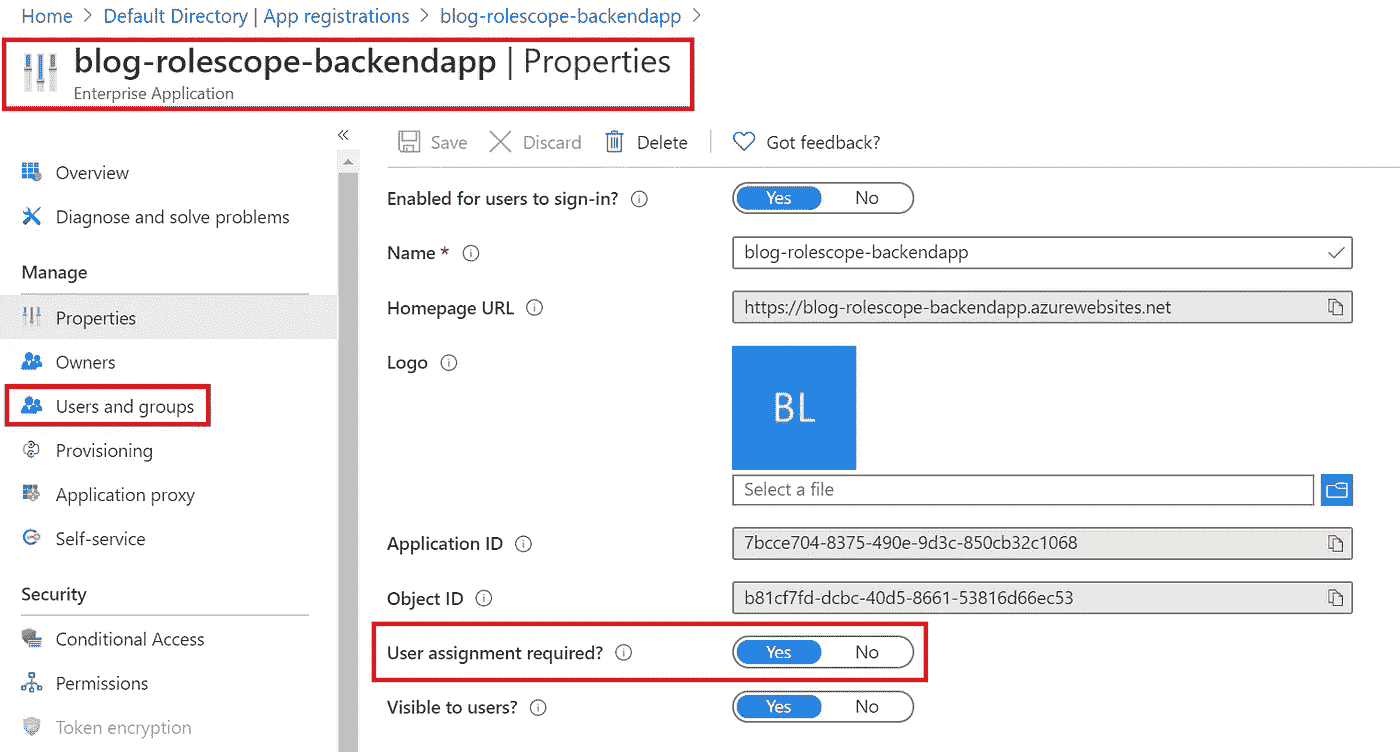 Home > Default Directory | App registrations > blog-rolescope-backendapp >
blog-rolescope-backendapp | Properties
Enterprise Application
«
Overview
Diagnose and solve problems
Manage
Properties
Owners
Users and groups
Provisioning
Application proxy
Self-service
Security
Conditional Access
Permissions
Token encryption
Save Discard Delete | Got feedback?
Enabled for users to sign-in? Yes No
Name * blog-rolescope-backendapp
Homepage URL https://blog-rolescope-backendapp.azurewebsites.net
Logo
BL
Select a file
Application ID 7bcce704-8375-490e-9d3c-850cb32c1068
Object ID b81cf7fd-dcbc-40d5-8661-53816d66ec53
User assignment required? Yes No
Visible to users? Yes No